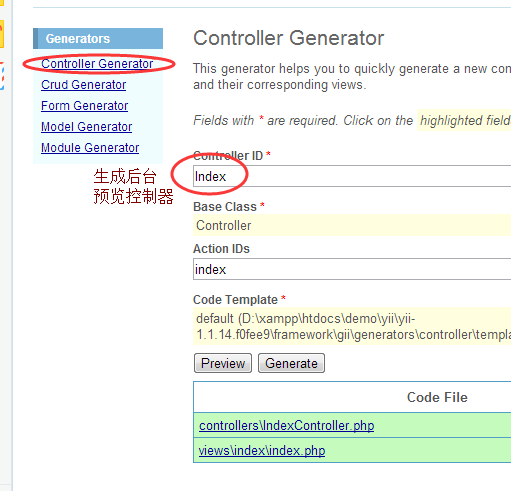 Generators
Controller Generator
Crud Generator
Form Generator
Model Generator
Module Generator
生成后台
预览控制器
Controller Generator
This generator helps you to quickly generate a new con
and their corresponding views.
Fields with * are required. Click on the highlighted field
Controller ID *
Index
Base Class *
Controller
Action IDs
index
Code Template *
default (D:\xampp\htdocs\demo\yii\yii-
1.1.14.f0fee9\framework\gii\generators\controller\templa
Preview Generate
Code File
controllers\IndexController.php
views\index\index.php